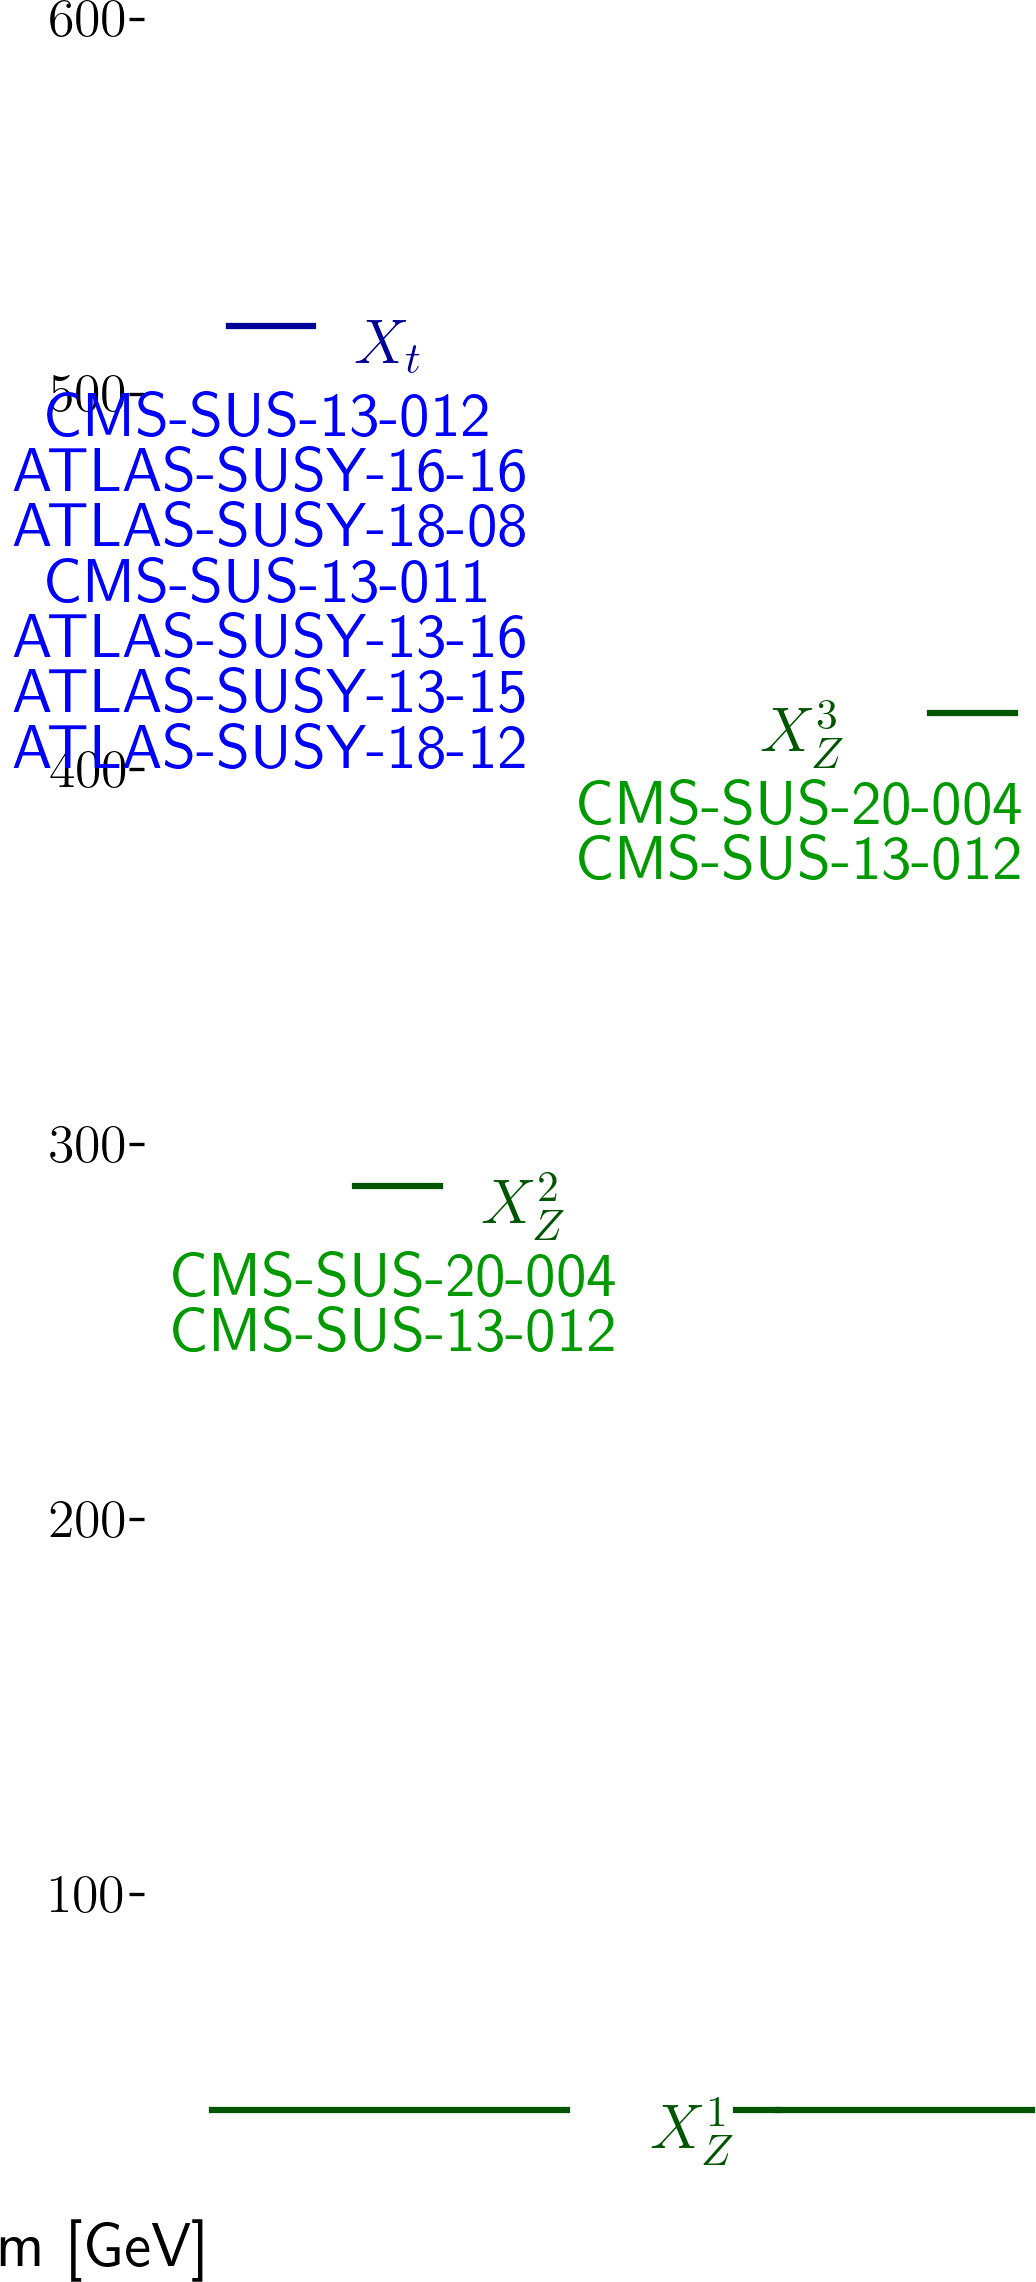 600-
X_t
500-
CMS-SUS-13-012
ATLAS-SUSY-16-16
ATLAS-SUSY-18-08
CMS-SUS-13-011
ATLAS-SUSY-13-16
ATLAS-SUSY-13-15
X_Z^3
ATLAS-SUSY-18-12
400-
CMS-SUS-20-004
CMS-SUS-13-012
300-
X_Z^2
CMS-SUS-20-004
CMS-SUS-13-012
200-
100-
X_Z^1
m [GeV]